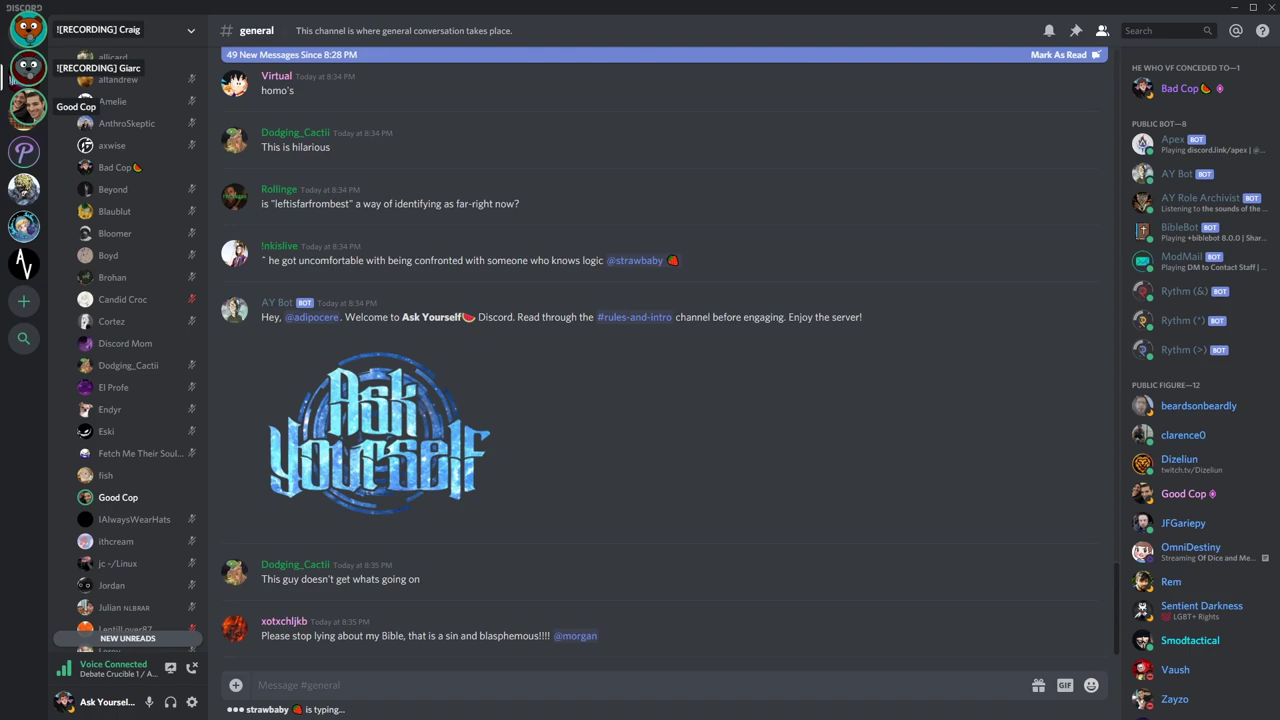 DISCORD
![RECORDING] Craig
allicard
![RECORDING] Giarc
altandrew
Amelie
Good Cop
AnthroSkeptic
axwise
Bad Cop 🍉
Beyond
Blaublut
Bloomer
Boyd
Brohan
Candid Croc
Cortez
Discord Mom
Dodging_Cactii
El Profe
Endyr
Eski
Fetch Me Their Soul...
fish
Good Cop
IAlwaysWearHats
ithcream
jc ~/Linux
Jordan
Julian NLBRAR
LentilLover87
NEW UNREADS
Voice Connected
Debate Crucible 1 / A...
Ask Yoursel...
# general
This channel is where general conversation takes place.
Search
49 New Messages Since 8:28 PM
Mark As Read
Virtual Today at 8:34 PM
homo's
Dodging_Cactii Today at 8:34 PM
This is hilarious
Rollinge Today at 8:34 PM
is "leftisfarfrombest" a way of identifying as far-right now?
!nkislive Today at 8:34 PM
^ he got uncomfortable with being confronted with someone who knows logic @strawbaby 🍓
AY Bot BOT Today at 8:34 PM
Hey, @adipocere. Welcome to Ask Yourself🍉 Discord. Read through the #rules-and-intro channel before engaging. Enjoy the server!
Ask
Yourself
Dodging_Cactii Today at 8:35 PM
This guy doesn't get whats going on
xotxchljkb Today at 8:35 PM
Please stop lying about my Bible, that is a sin and blasphemous!!!! @morgan
Message #general
GIF
strawbaby 🍓 is typing...
HE WHO VF CONCEDED TO—1
Bad Cop 🍉
PUBLIC BOT—8
Apex BOT
Playing discord.link/apex | @...
AY Bot BOT
AY Role Archivist BOT
Listening to the sounds of the ...
BibleBot BOT
Playing +biblebot 8.0.0 | Shar...
ModMail BOT
Playing DM to Contact Staff | ...
Rythm (&) BOT
Rythm (*) BOT
Rythm (>) BOT
PUBLIC FIGURE—12
beardsonbeardly
clarence0
Dizeliun
twitch.tv/Dizeliun
Good Cop
JFGariepy
OmniDestiny
Streaming Of Dice and Me...
Rem
Sentient Darkness
LGBT+ Rights
Smodtactical
Vaush
Zayzo